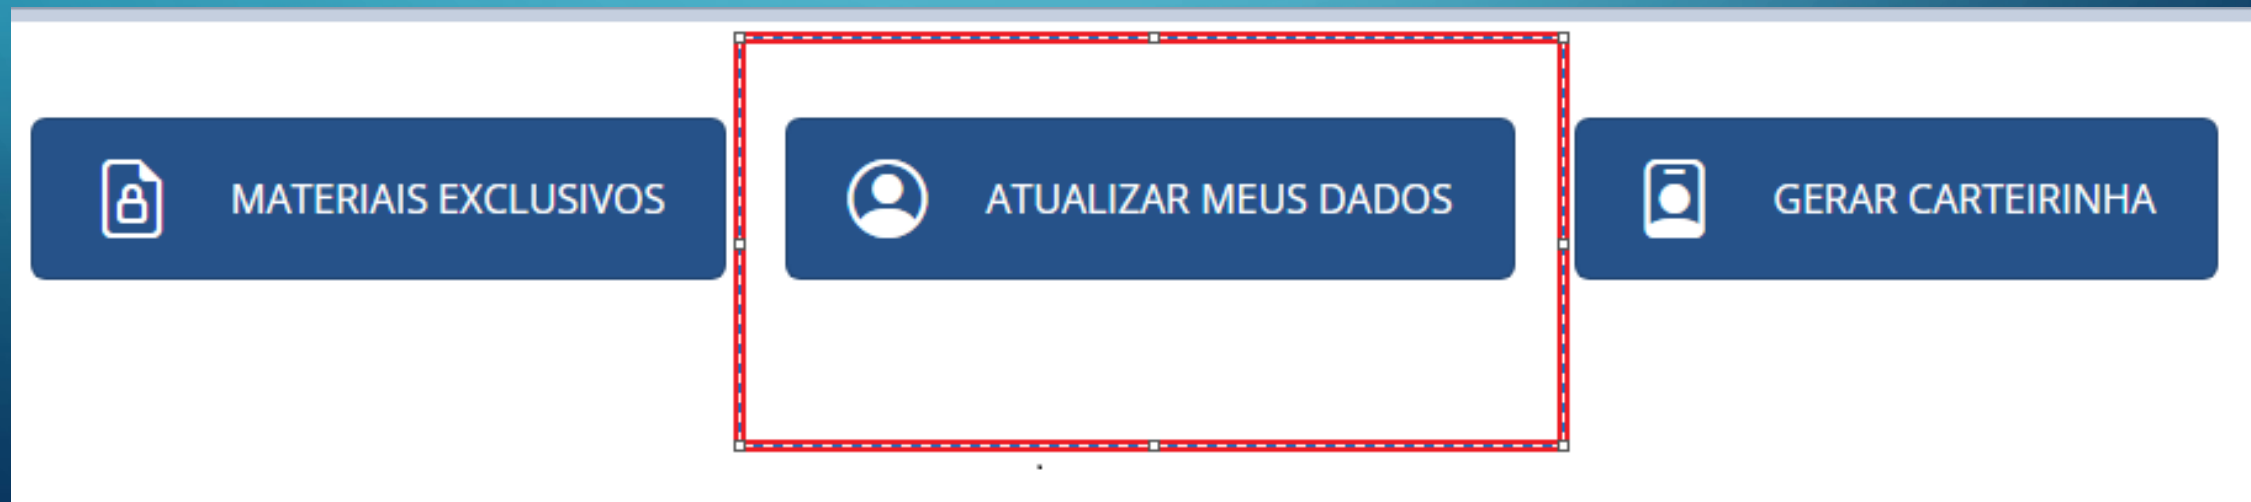 MATERIAIS EXCLUSIVOS
ATUALIZAR MEUS DADOS
GERAR CARTEIRINHA